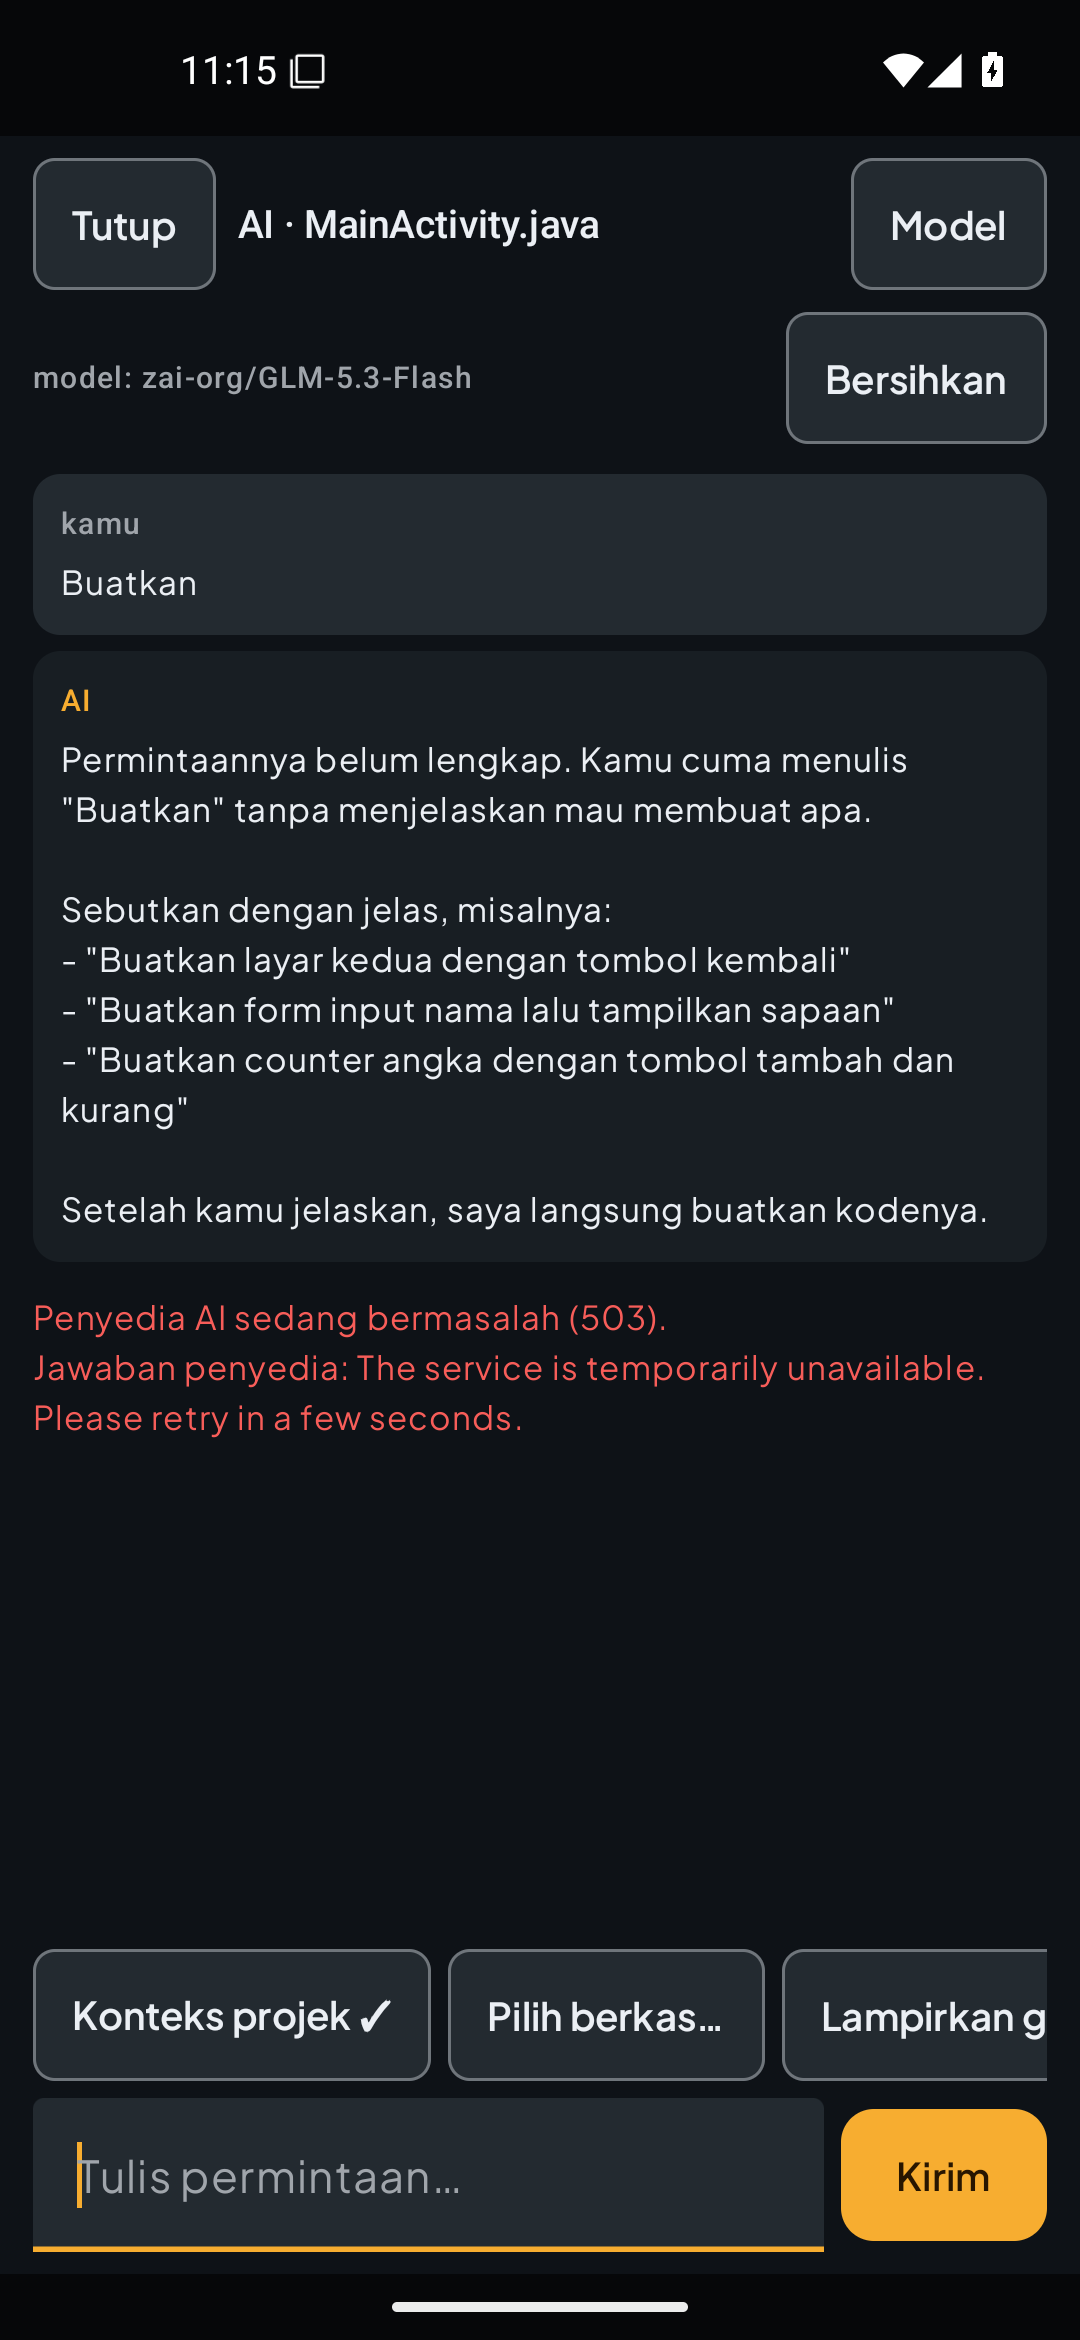 11:15
Tutup
AI · MainActivity.java
Model
model: zai-org/GLM-5.3-Flash
Bersihkan
kamu
Buatkan
AI
Permintaannya belum lengkap. Kamu cuma menulis
"Buatkan" tanpa menjelaskan mau membuat apa.
Sebutkan dengan jelas, misalnya:
- "Buatkan layar kedua dengan tombol kembali"
- "Buatkan form input nama lalu tampilkan sapaan"
- "Buatkan counter angka dengan tombol tambah dan
kurang"
Setelah kamu jelaskan, saya langsung buatkan kodenya.
Penyedia AI sedang bermasalah (503).
Jawaban penyedia: The service is temporarily unavailable.
Please retry in a few seconds.
Konteks projek ✓
Pilih berkas…
Lampirkan g
Tulis permintaan…
Kirim